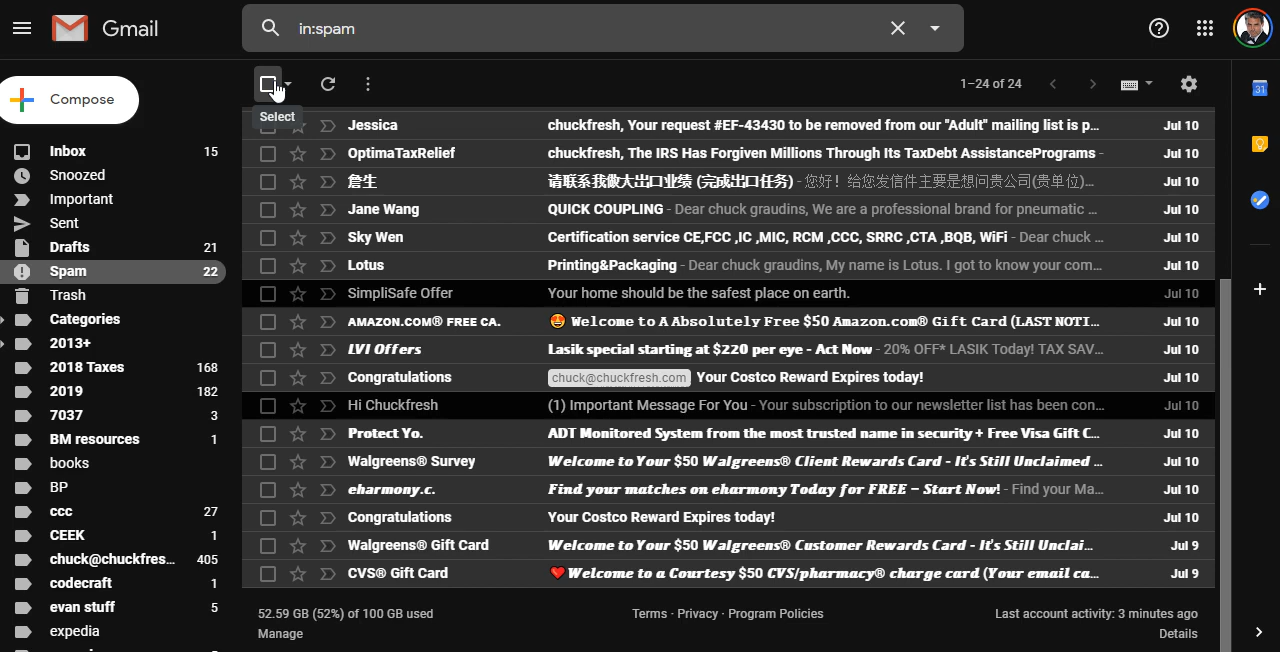 Gmail
in:spam
Compose
1–24 of 24
Select
Inbox 15
Snoozed
Important
Sent
Drafts 21
Spam 22
Trash
Categories
2013+
2018 Taxes 168
2019 182
7037 3
BM resources 1
books
BP
ccc 27
CEEK 1
chuck@chuckfres... 405
codecraft 1
evan stuff 5
expedia
Jessica chuckfresh, Your request #EF-43430 to be removed from our "Adult" mailing list is p... Jul 10
OptimaTaxRelief chuckfresh, The IRS Has Forgiven Millions Through Its TaxDebt AssistancePrograms - Jul 10
詹生 请联系我做大出口业绩 (完成出口任务) - 您好！给您发信件主要是想问贵公司(贵单位)... Jul 10
Jane Wang QUICK COUPLING - Dear chuck graudins, We are a professional brand for pneumatic ... Jul 10
Sky Wen Certification service CE,FCC ,IC ,MIC, RCM ,CCC, SRRC ,CTA ,BQB, WiFi - Dear chuck ... Jul 10
Lotus Printing&Packaging - Dear chuck graudins, My name is Lotus. I got to know your com... Jul 10
SimpliSafe Offer Your home should be the safest place on earth. Jul 10
AMAZON.COM® FREE CA. 🤩 Welcome to A Absolutely Free $50 Amazon.com® Gift Card (LAST NOTI... Jul 10
LVI Offers Lasik special starting at $220 per eye - Act Now - 20% OFF* LASIK Today! TAX SAV... Jul 10
Congratulations chuck@chuckfresh.com Your Costco Reward Expires today! Jul 10
Hi Chuckfresh (1) Important Message For You - Your subscription to our newsletter list has been con... Jul 10
Protect Yo. ADT Monitored System from the most trusted name in security + Free Visa Gift C... Jul 10
Walgreens® Survey Welcome to Your $50 Walgreens® Client Rewards Card - It's Still Unclaimed ... Jul 10
eharmony.c. Find your matches on eharmony Today for FREE – Start Now! - Find your Ma... Jul 10
Congratulations Your Costco Reward Expires today! Jul 10
Walgreens® Gift Card Welcome to Your $50 Walgreens® Customer Rewards Card - It's Still Unclai... Jul 9
CVS® Gift Card ❤️Welcome to a Courtesy $50 CVS/pharmacy® charge card (Your email ca... Jul 9
52.59 GB (52%) of 100 GB used
Manage
Terms · Privacy · Program Policies
Last account activity: 3 minutes ago
Details
31